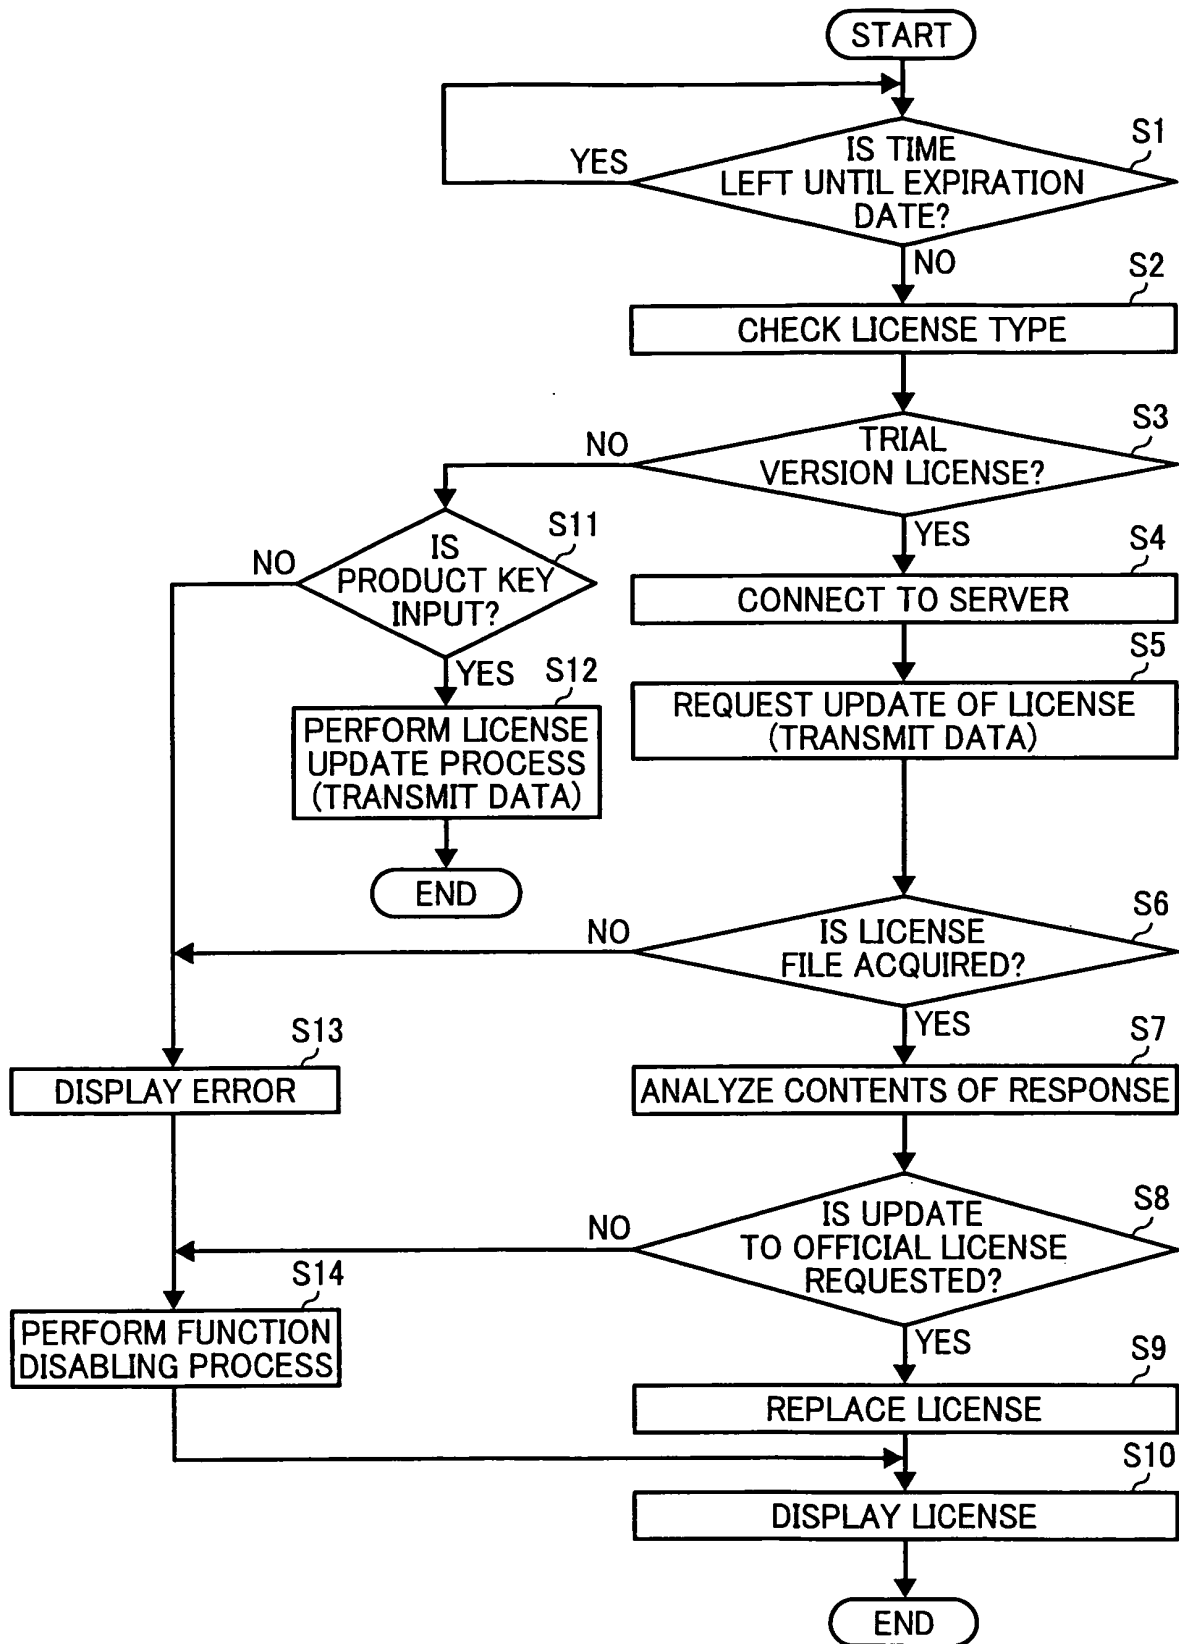 START
S1
IS TIME
LEFT UNTIL EXPIRATION
DATE?
YES
NO
S2
CHECK LICENSE TYPE
S3
TRIAL
VERSION LICENSE?
NO
YES
S11
IS
PRODUCT KEY
INPUT?
NO
YES
S4
CONNECT TO SERVER
S5
REQUEST UPDATE OF LICENSE
(TRANSMIT DATA)
S12
PERFORM LICENSE
UPDATE PROCESS
(TRANSMIT DATA)
END
S6
IS LICENSE
FILE ACQUIRED?
NO
YES
S13
DISPLAY ERROR
S7
ANALYZE CONTENTS OF RESPONSE
S8
IS UPDATE
TO OFFICIAL LICENSE
REQUESTED?
NO
YES
S14
PERFORM FUNCTION
DISABLING PROCESS
S9
REPLACE LICENSE
S10
DISPLAY LICENSE
END